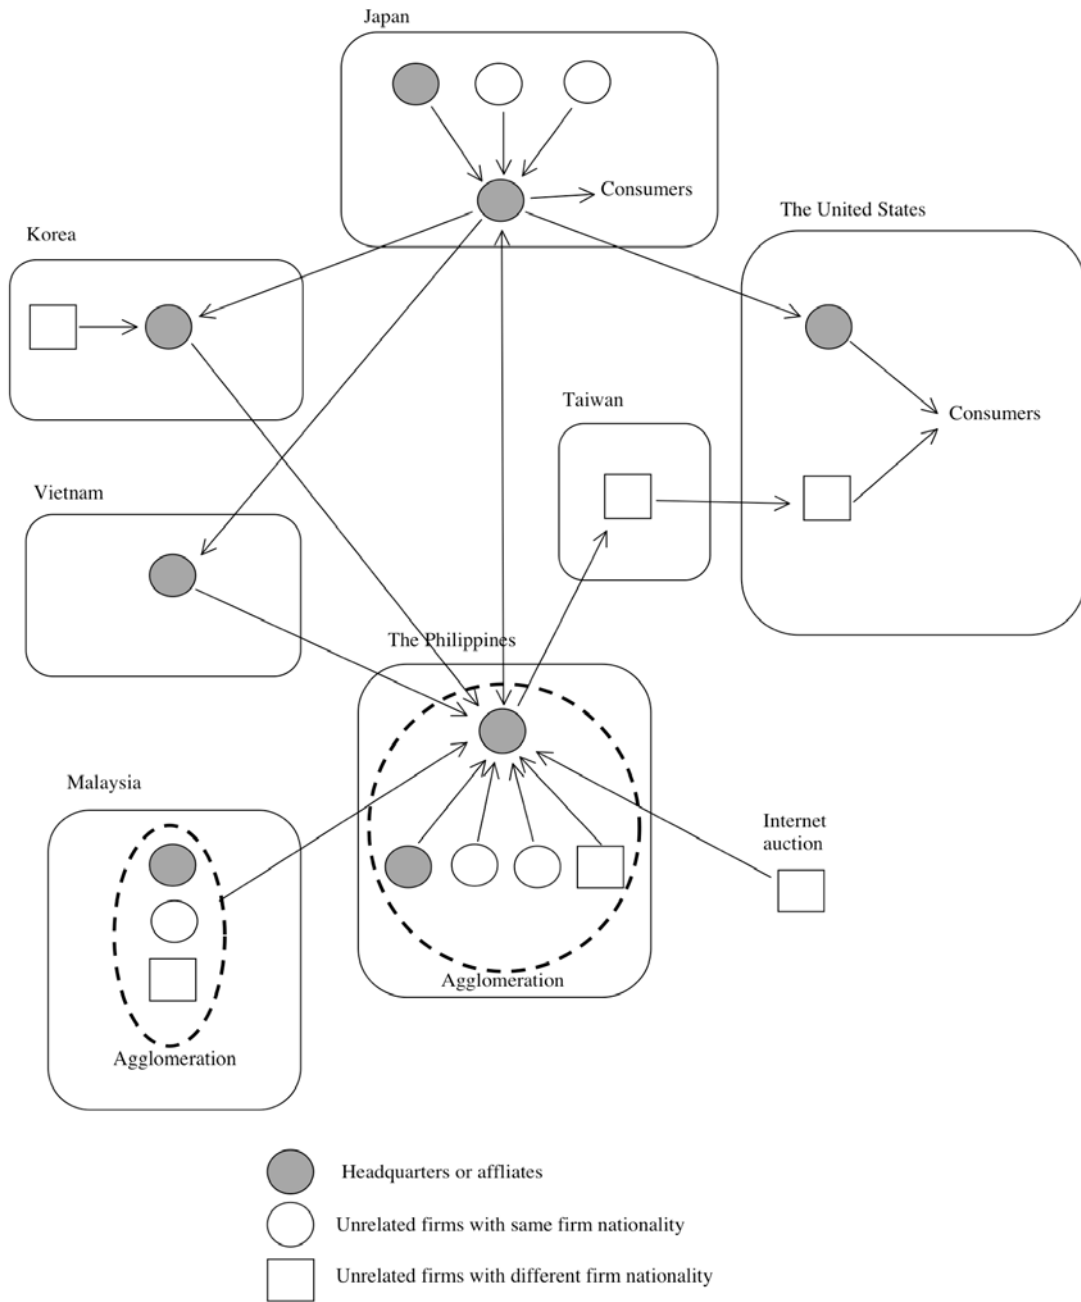 Japan
Consumers
The United States
Korea
Consumers
Taiwan
Vietnam
The Philippines
Malaysia
Internet
auction
Agglomeration
Agglomeration
Headquarters or affliates
Unrelated firms with same firm nationality
Unrelated firms with different firm nationality